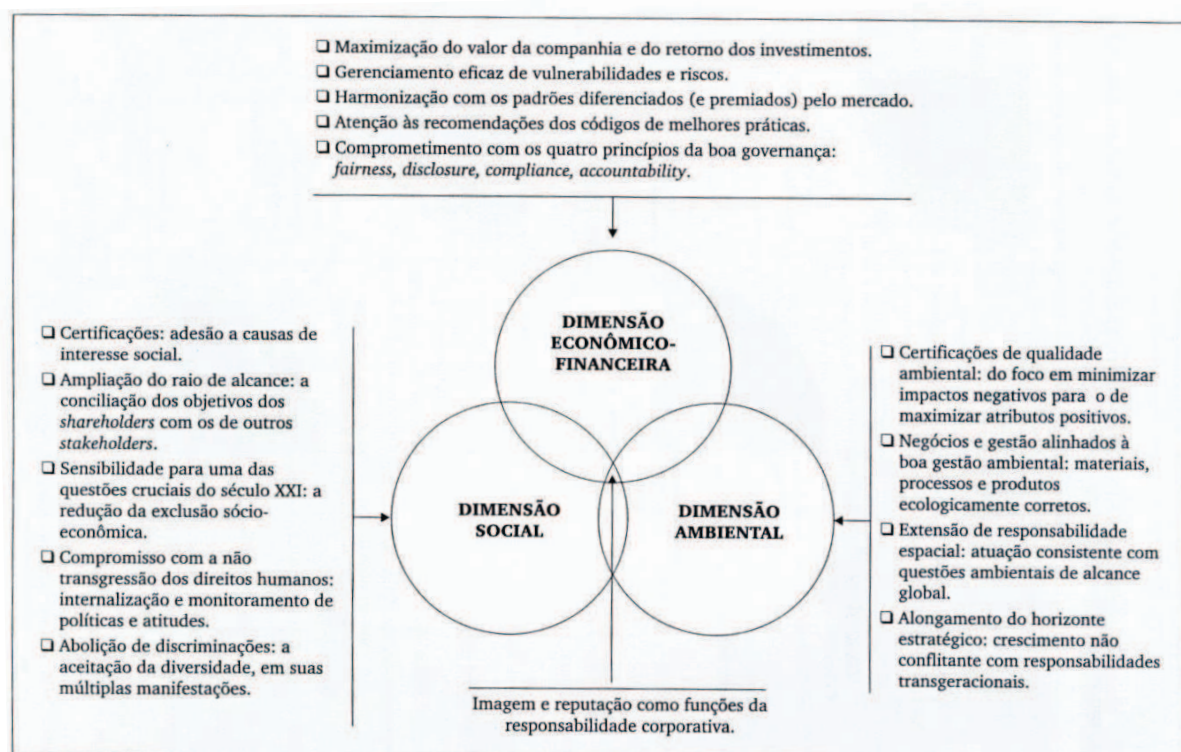 ❑ Maximização do valor da companhia e do retorno dos investimentos.
❑ Gerenciamento eficaz de vulnerabilidades e riscos.
❑ Harmonização com os padrões diferenciados (e premiados) pelo mercado.
❑ Atenção às recomendações dos códigos de melhores práticas.
❑ Comprometimento com os quatro princípios da boa governança:
fairness, disclosure, compliance, accountability.
DIMENSÃO
ECONÔMICO-
FINANCEIRA
❑ Certificações: adesão a causas de
interesse social.
❑ Ampliação do raio de alcance: a
conciliação dos objetivos dos
shareholders com os de outros
stakeholders.
❑ Sensibilidade para uma das
questões cruciais do século XXI: a
redução da exclusão sócio-
econômica.
❑ Compromisso com a não
transgressão dos direitos humanos:
internalização e monitoramento de
políticas e atitudes.
❑ Abolição de discriminações: a
aceitação da diversidade, em suas
múltiplas manifestações.
DIMENSÃO
SOCIAL
DIMENSÃO
AMBIENTAL
❑ Certificações de qualidade
ambiental: do foco em minimizar
impactos negativos para o de
maximizar atributos positivos.
❑ Negócios e gestão alinhados à
boa gestão ambiental: materiais,
processos e produtos
ecologicamente corretos.
❑ Extensão de responsabilidade
espacial: atuação consistente com
questões ambientais de alcance
global.
❑ Alongamento do horizonte
estratégico: crescimento não
conflitante com responsabilidades
transgeracionais.
Imagem e reputação como funções da
responsabilidade corporativa.